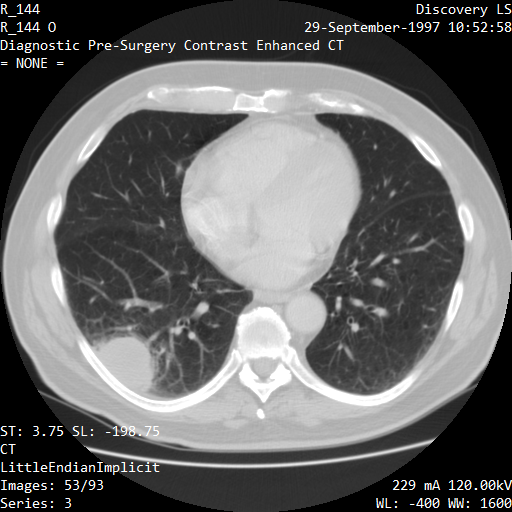 R_144
Discovery LS
R_144 O
29-September-1997 10:52:58
Diagnostic Pre-Surgery Contrast Enhanced CT
= NONE =
ST: 3.75 SL: -198.75
CT
LittleEndianImplicit
Images: 53/93
229 mA 120.00kV
Series: 3
WL: -400 WW: 1600